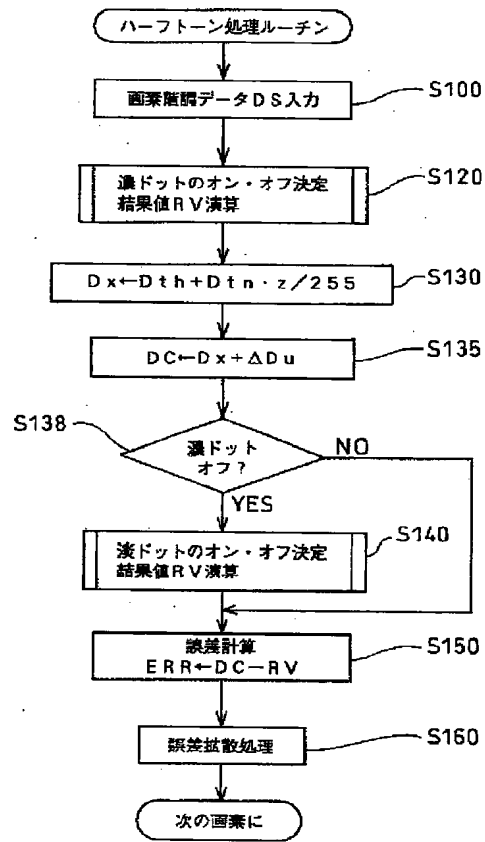 ハーフトーン処理ルーチン
画素階調データDS入力
S100
濃ドットのオン・オフ決定
結果値RV演算
S120
Dx←Dth+Dtn・z/255
S130
DC←Dx+ΔDu
S135
S138
濃ドット
オフ?
NO
YES
淡ドットのオン・オフ決定
結果値RV演算
S140
誤差計算
ERR←DC−RV
S150
誤差拡散処理
S160
次の画素に